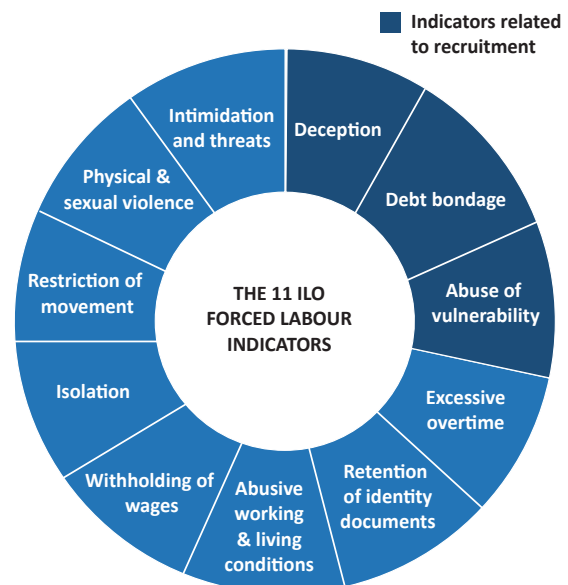 Indicators related
to recruitment
Deception
Debt bondage
Abuse of
vulnerability
Excessive
overtime
Retention
of identity
documents
Abusive
working
& living
conditions
Withholding of
wages
Isolation
Restriction of
movement
Physical &
sexual violence
Intimidation
and threats
THE 11 ILO
FORCED LABOUR
INDICATORS